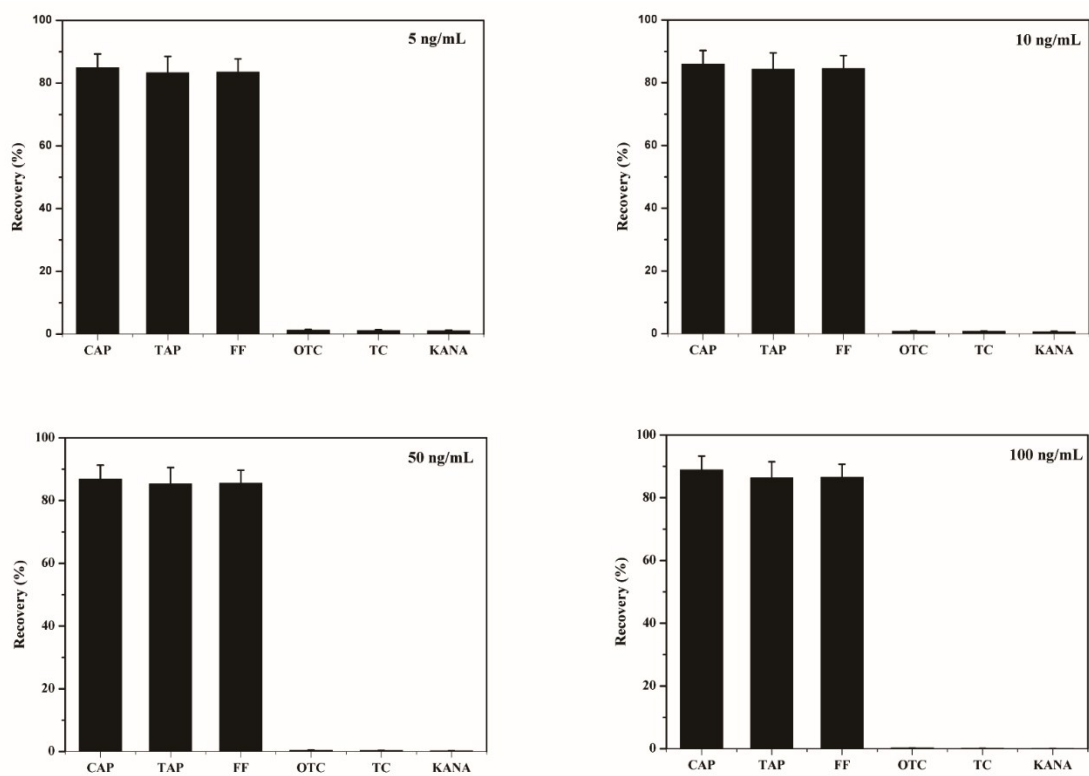 100
80
60
40
20
0
Recovery (%)
5 ng/mL
CAP TAP FF OTC TC KANA
100
80
60
40
20
0
Recovery (%)
10 ng/mL
CAP TAP FF OTC TC KANA
100
80
60
40
20
0
Recovery (%)
50 ng/mL
CAP TAP FF OTC TC KANA
100
80
60
40
20
0
Recovery (%)
100 ng/mL
CAP TAP FF OTC TC KANA